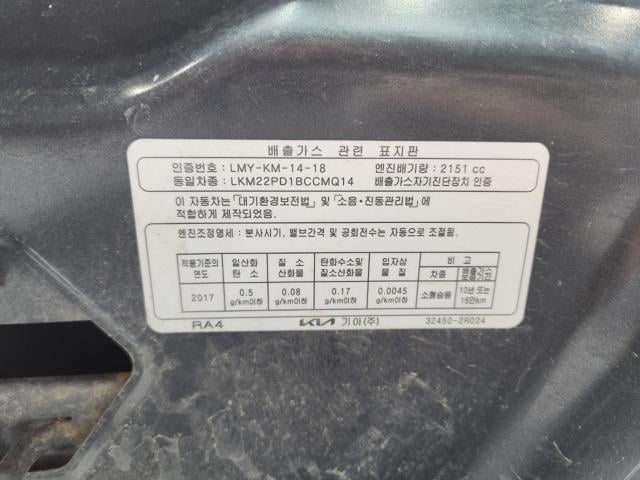 배출가스 관련 표지판
인증번호 : LMY-KM-14-18 엔진배기량 : 2151 cc
동일차종 : LKM22PD1BCCMQ14 배출가스자기진단장치 인증
이 자동차는「대기환경보전법」및「소음·진동관리법」에
적합하게 제작되었음.
엔진조정명세 : 분사시기, 밸브간격 및 공회전수는 자동으로 조절됨.
적용기준의 연도 일산화 탄소 질소 산화물 탄화수소및 질소산화물 입자상 물질 비고
차종 배출가스
2017 0.5 g/km이하 0.08 g/km이하 0.17 g/km이하 0.0045 g/km이하 소형승용 10년 또는 16만km
RA4 KIA 기아(주) 32450-2R024